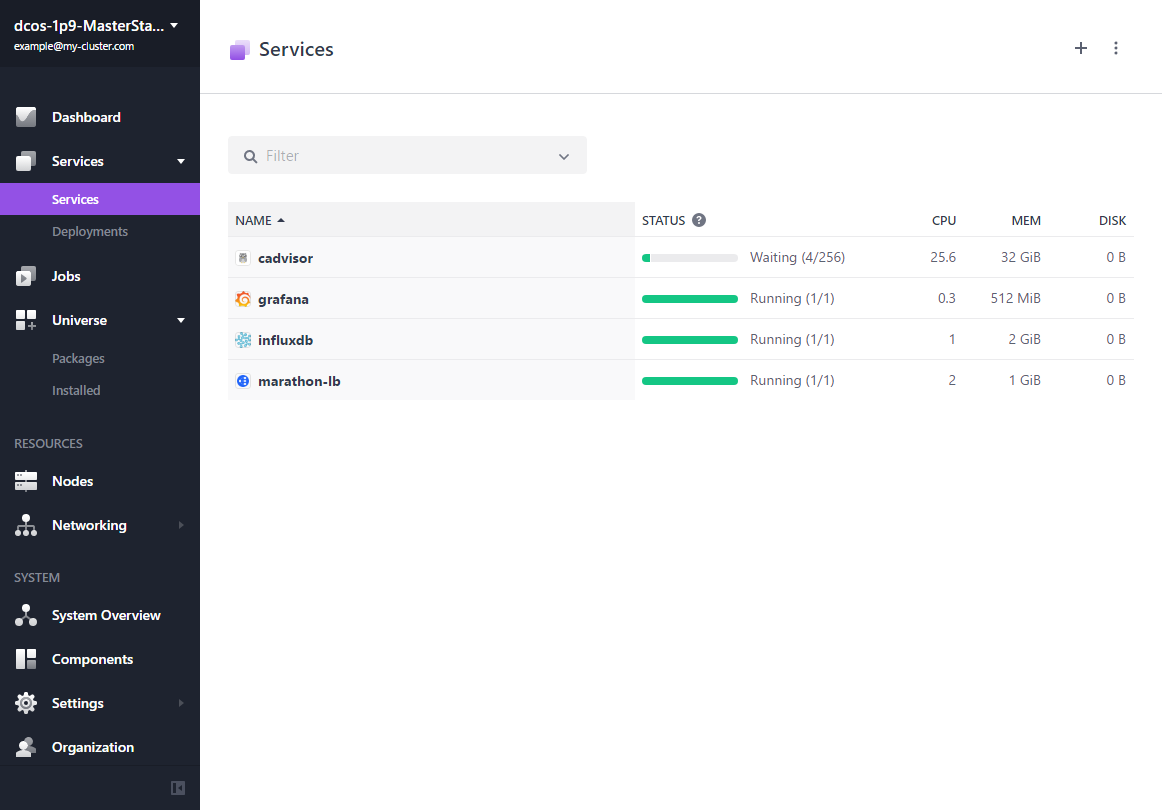 dcos-1p9-MasterSta...
example@my-cluster.com
Dashboard
Services
Services
Deployments
Jobs
Universe
Packages
Installed
RESOURCES
Nodes
Networking
SYSTEM
System Overview
Components
Settings
Organization
Services
Filter
NAME STATUS ? CPU MEM DISK
cadvisor Waiting (4/256) 25.6 32 GiB 0 B
grafana Running (1/1) 0.3 512 MiB 0 B
influxdb Running (1/1) 1 2 GiB 0 B
marathon-lb Running (1/1) 2 1 GiB 0 B